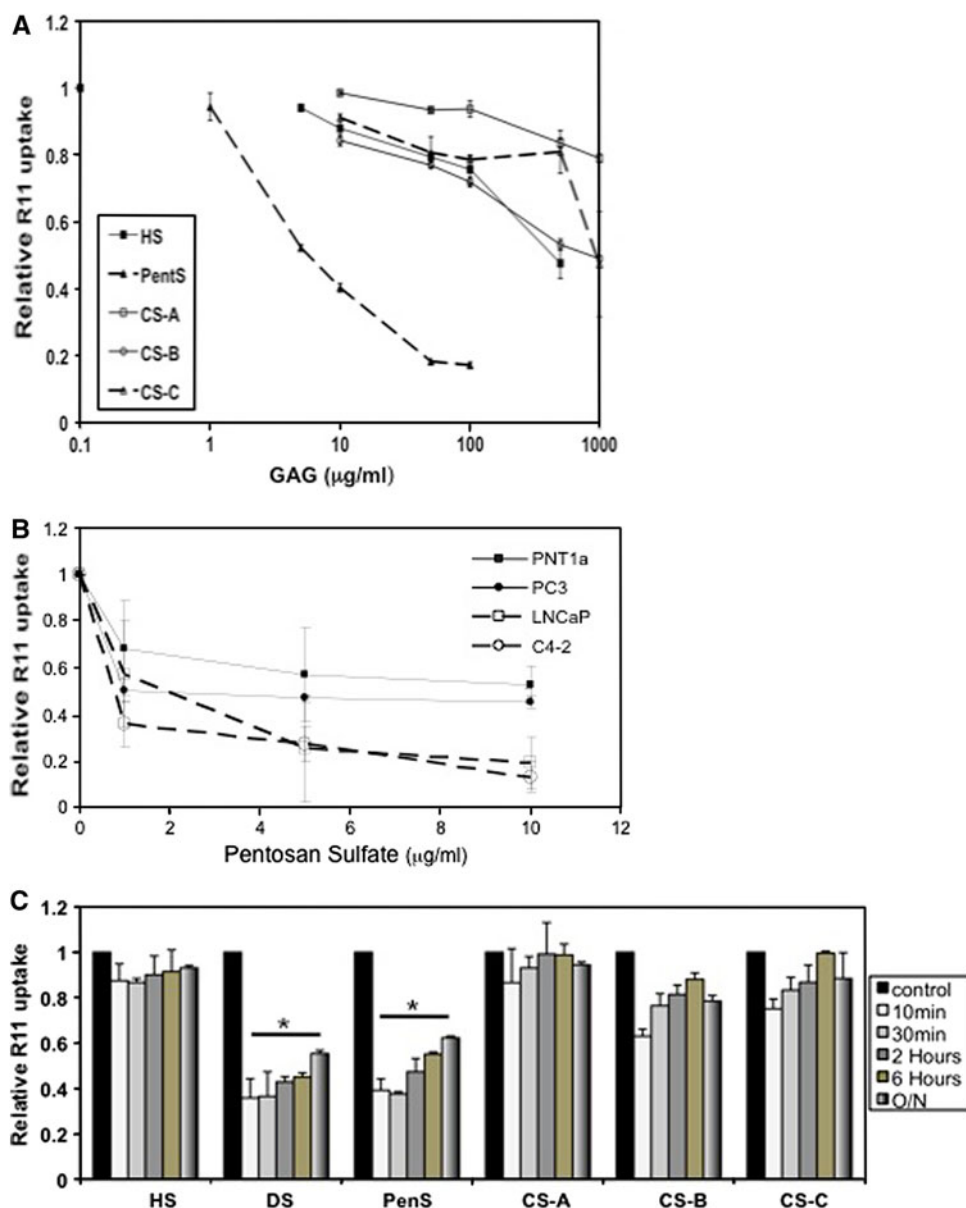 A
Relative R11 uptake
1.2
1
0.8
0.6
0.4
0.2
0
HS
PentS
CS-A
CS-B
CS-C
0.1
1
10
100
1000
GAG (µg/ml)
B
Relative R11 uptake
1.2
1
0.8
0.6
0.4
0.2
0
PNT1a
PC3
LNCaP
C4-2
0
2
4
6
8
10
12
Pentosan Sulfate (µg/ml)
C
Relative R11 uptake
1.2
1
0.8
0.6
0.4
0.2
0
*
*
control
10min
30min
2 Hours
6 Hours
O/N
HS
DS
PenS
CS-A
CS-B
CS-C